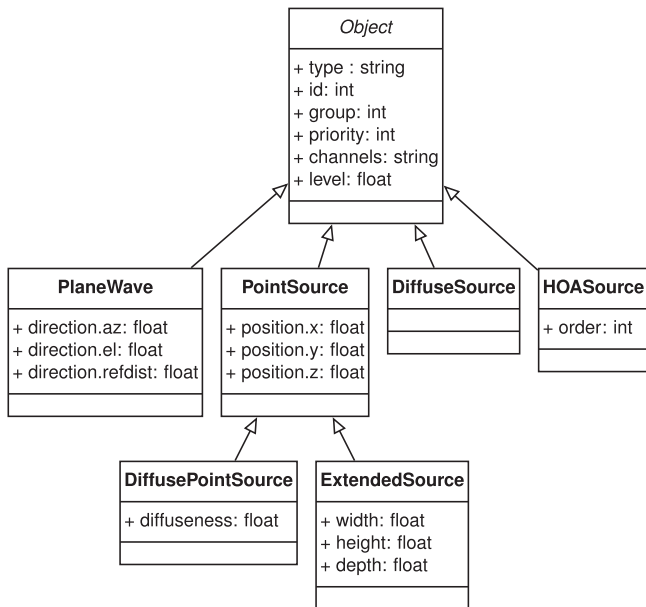 Object
+ type : string
+ id: int
+ group: int
+ priority: int
+ channels: string
+ level: float
PlaneWave
+ direction.az: float
+ direction.el: float
+ direction.refdist: float
PointSource
+ position.x: float
+ position.y: float
+ position.z: float
DiffuseSource
HOASource
+ order: int
DiffusePointSource
+ diffuseness: float
ExtendedSource
+ width: float
+ height: float
+ depth: float